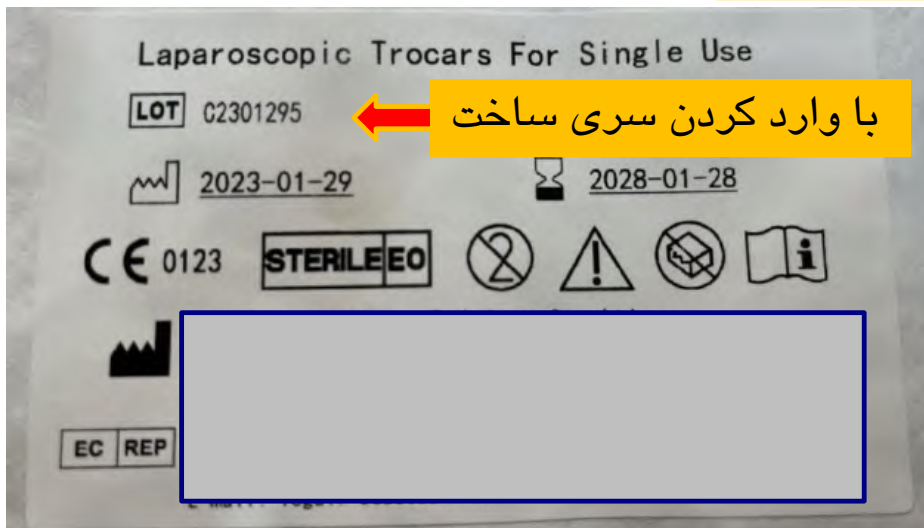 Laparoscopic Trocars For Single Use
LOT C2301295
با وارد کردن سری ساخت
2023-01-29 2028-01-28
CE 0123 STERILE EO 2
EC REP